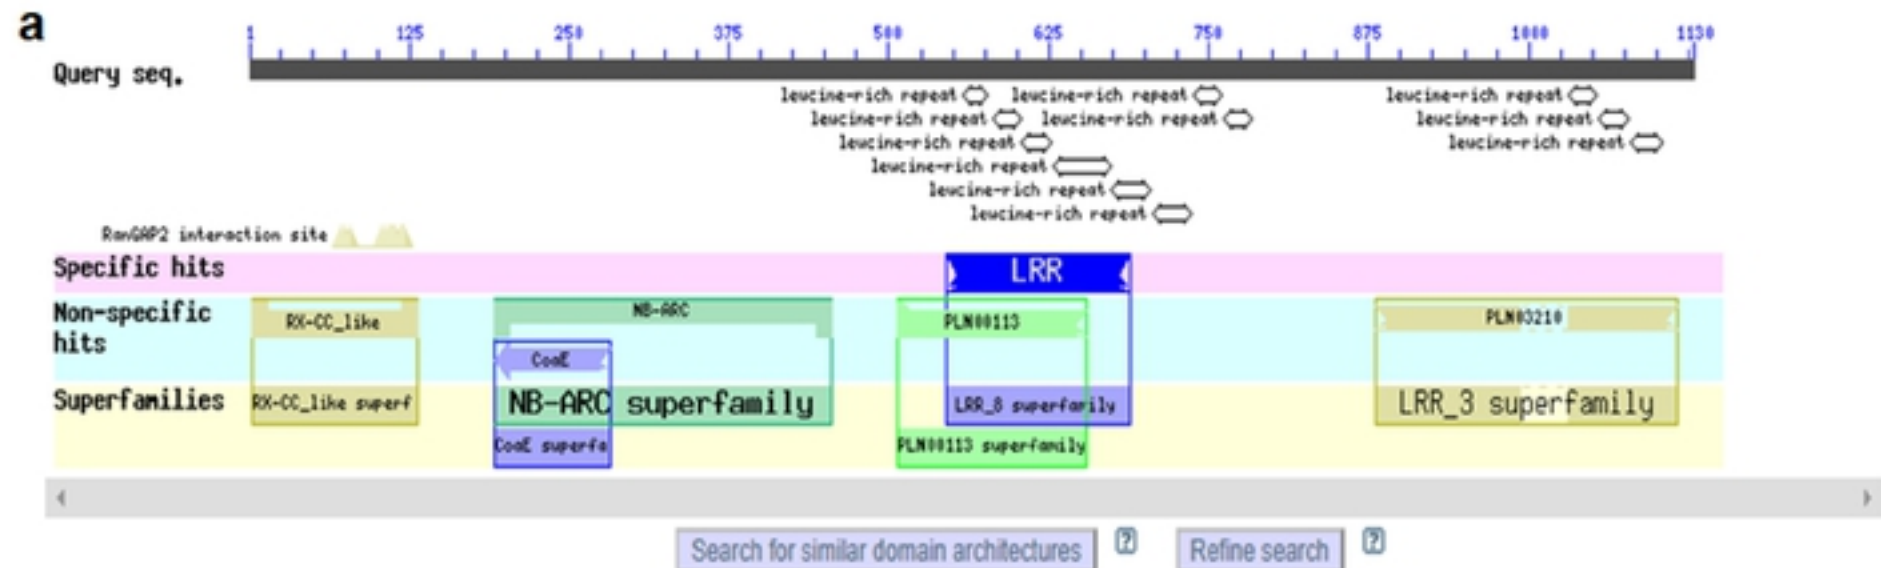 a
1 125 250 375 500 625 750 875 1000 1130
Query seq.
leucine-rich repeat leucine-rich repeat leucine-rich repeat
leucine-rich repeat leucine-rich repeat leucine-rich repeat
leucine-rich repeat leucine-rich repeat
leucine-rich repeat
leucine-rich repeat
leucine-rich repeat
RanGAP2 interaction site
Specific hits LRR
Non-specific hits
RX-CC_like NB-ARC PLN00113 PLN03210
CoaE
Superfamilies RX-CC_like superf NB-ARC superfamily LRR_8 superfamily LRR_3 superfamily
CoaE superfa PLN00113 superfamily
Search for similar domain architectures ? Refine search ?